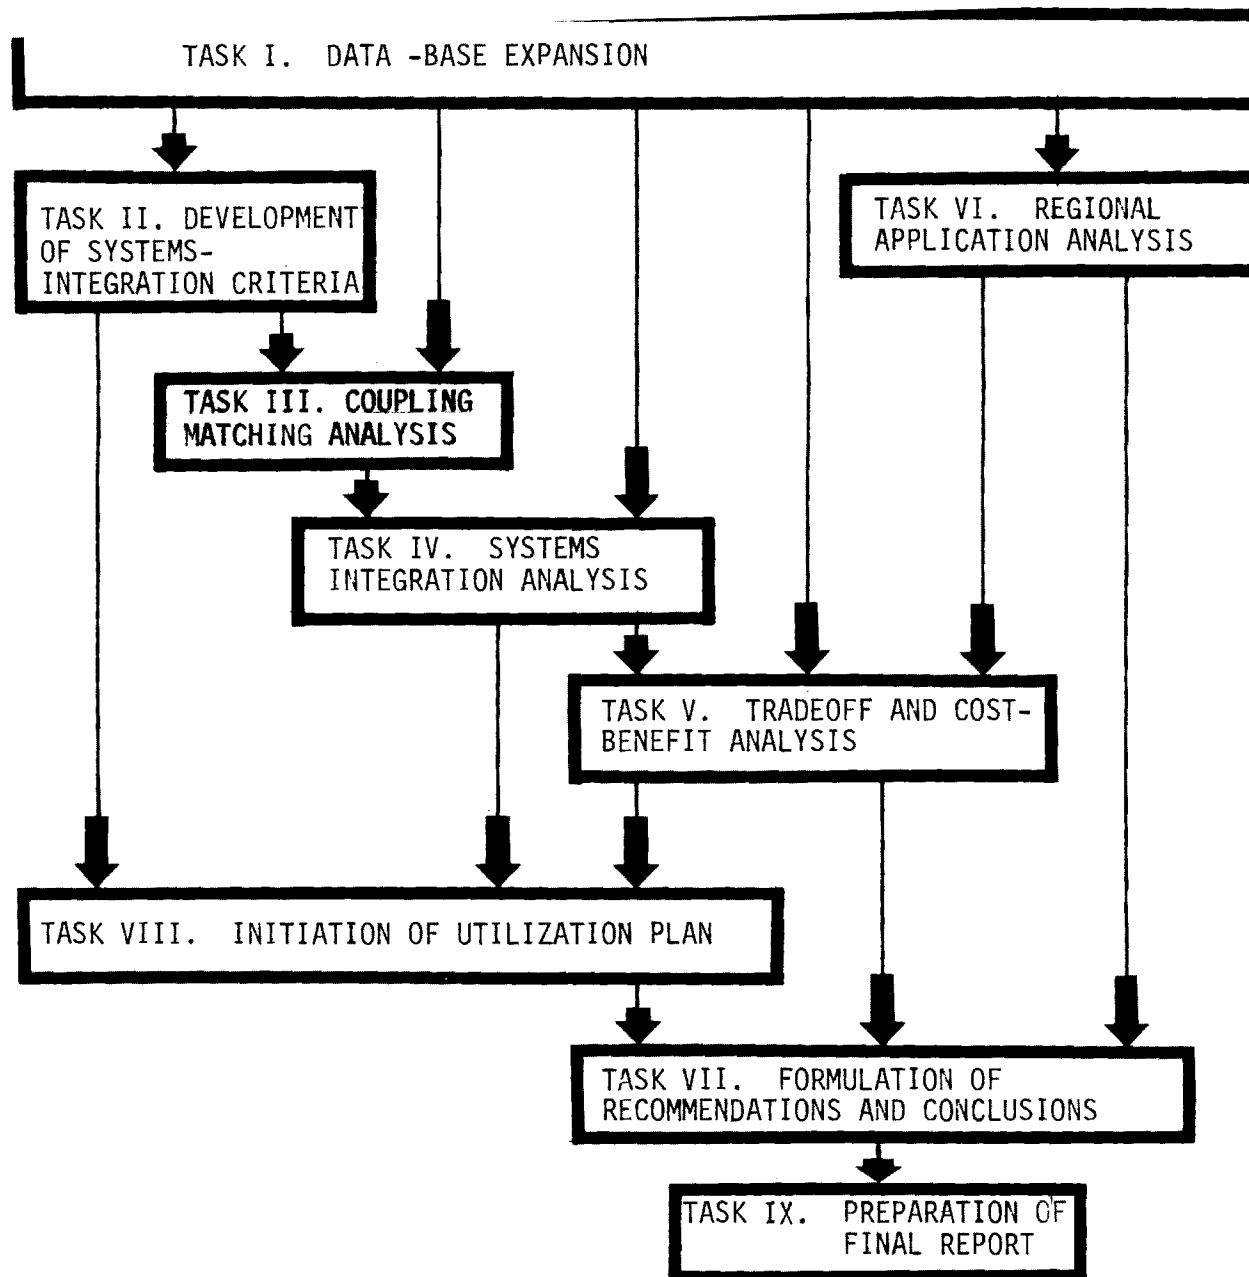 TASK I. DATA -BASE EXPANSION
TASK II. DEVELOPMENT
OF SYSTEMS-
INTEGRATION CRITERIA
TASK VI. REGIONAL
APPLICATION ANALYSIS
TASK III. COUPLING
MATCHING ANALYSIS
TASK IV. SYSTEMS
INTEGRATION ANALYSIS
TASK V. TRADEOFF AND COST-
BENEFIT ANALYSIS
TASK VIII. INITIATION OF UTILIZATION PLAN
TASK VII. FORMULATION OF
RECOMMENDATIONS AND CONCLUSIONS
TASK IX. PREPARATION OF
FINAL REPORT